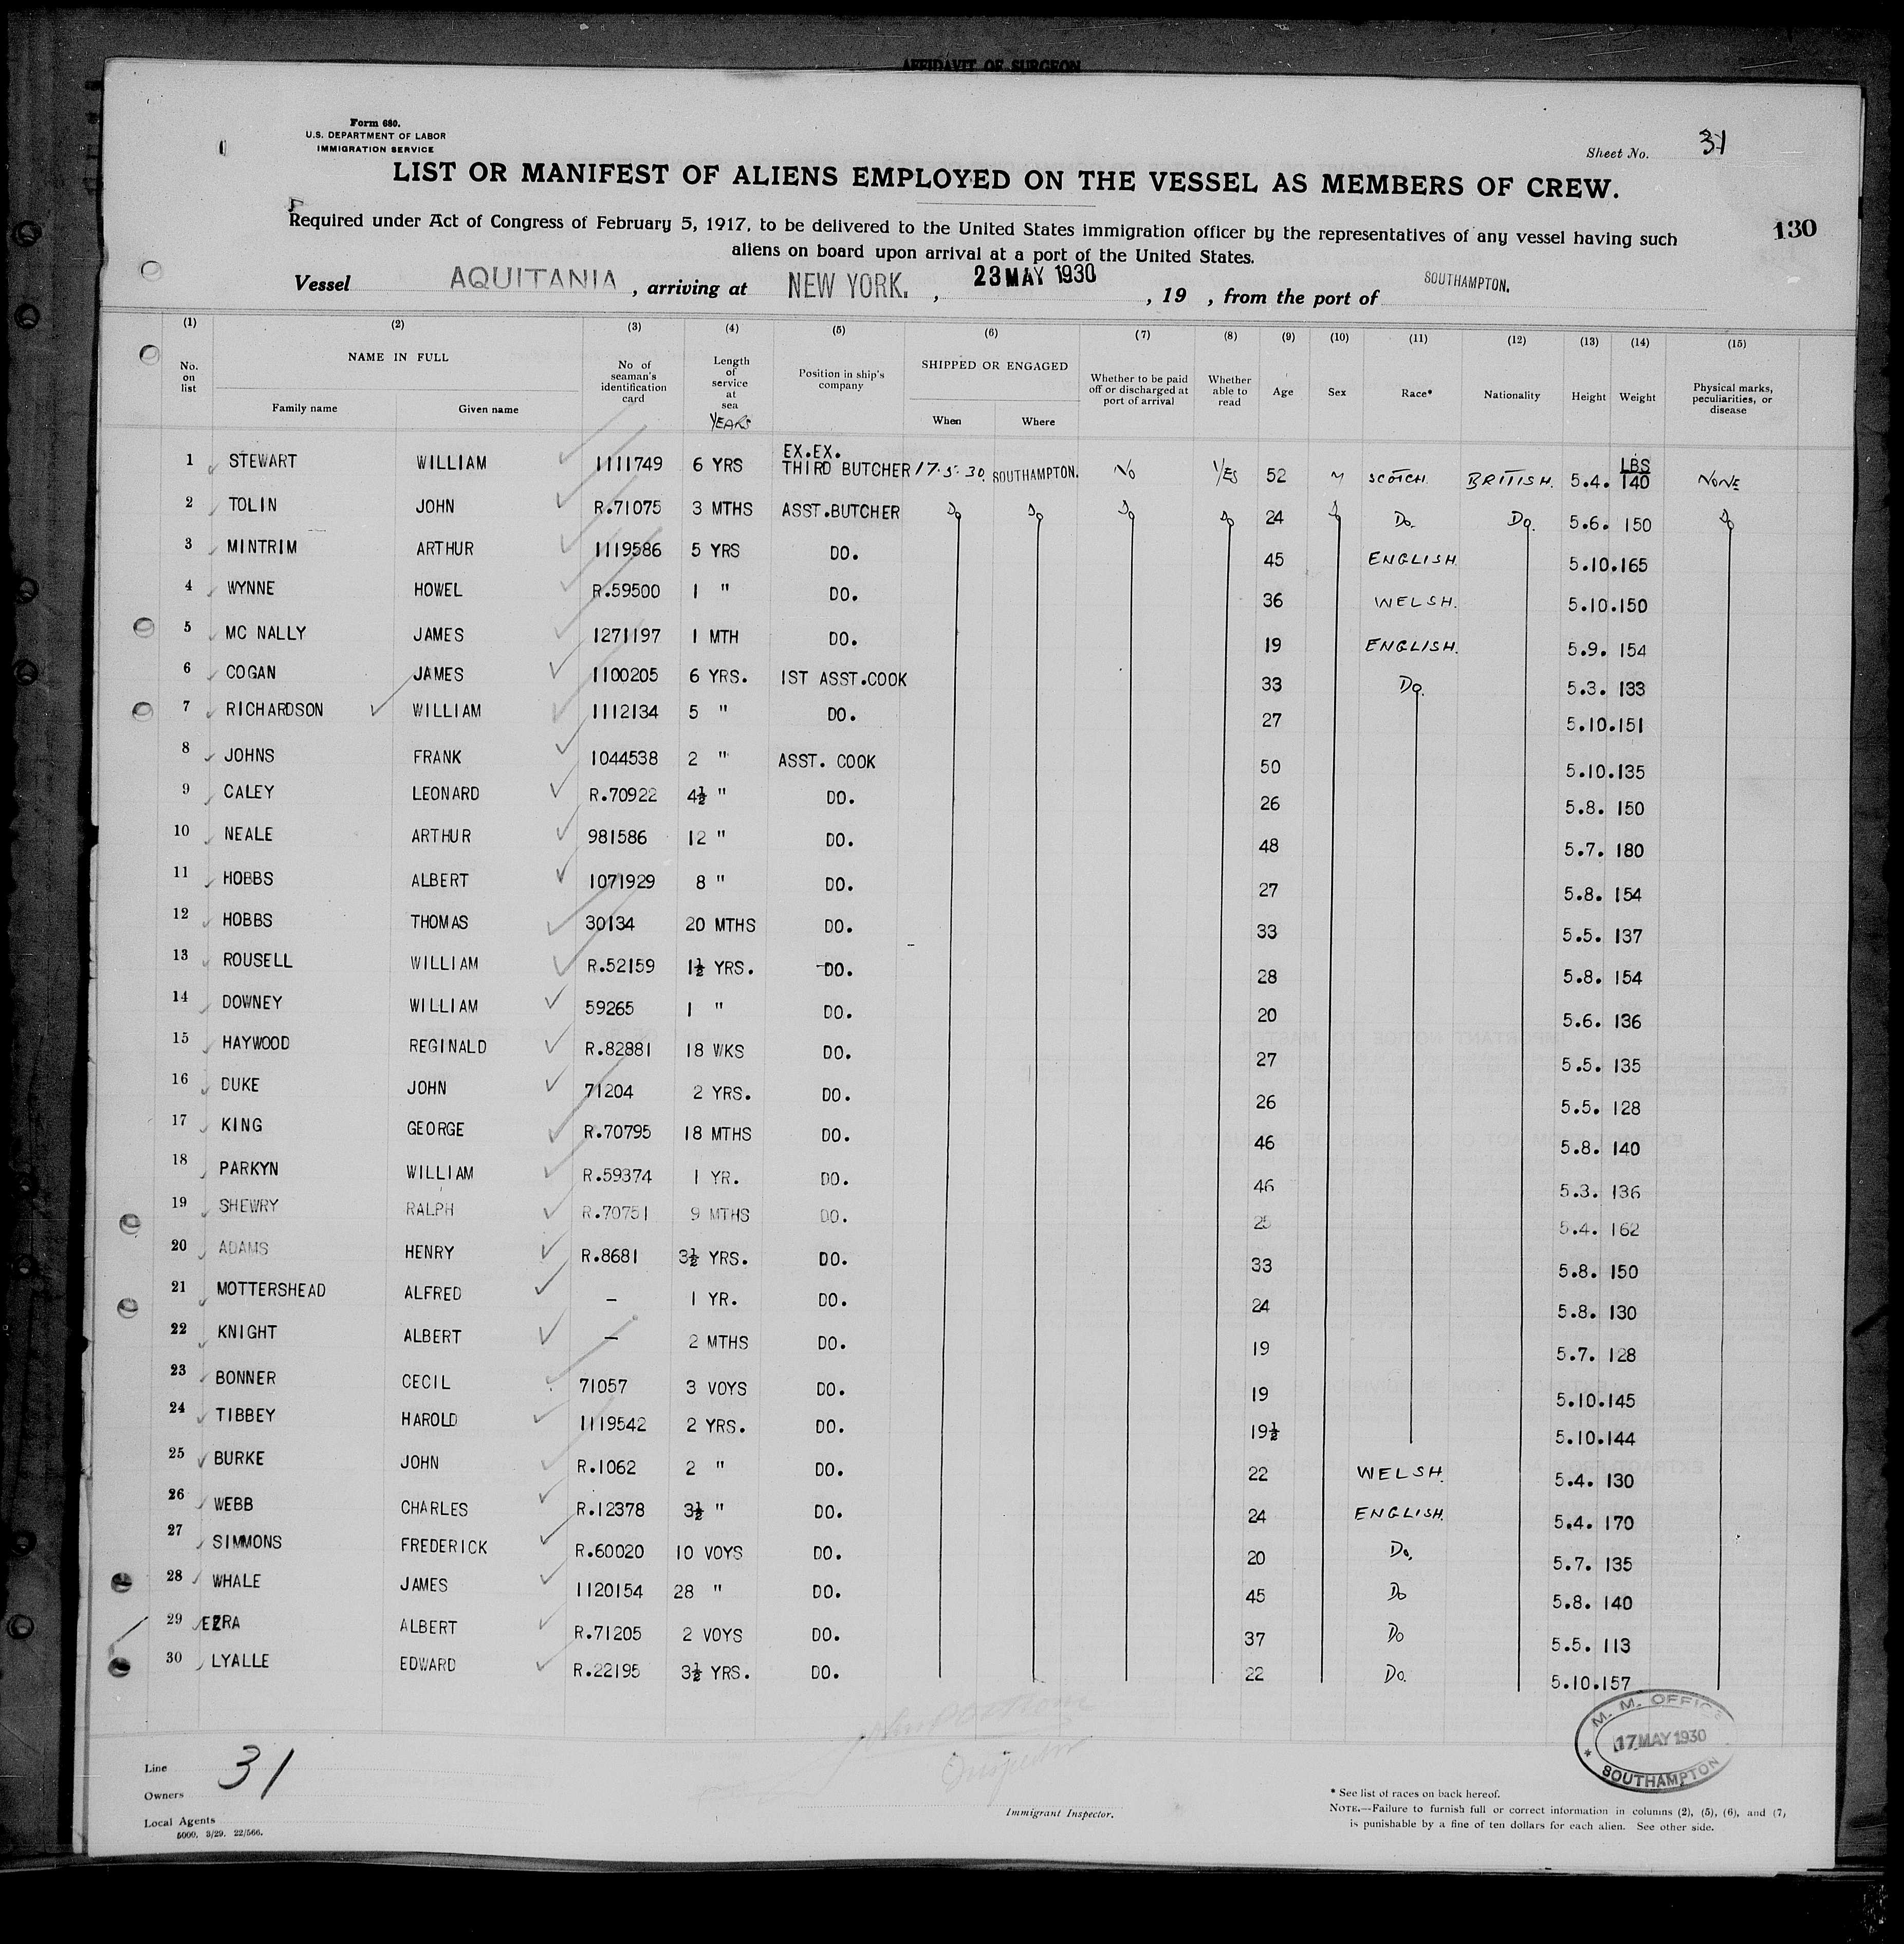 AFFIDAVIT OF SURGEON
Form 680.
U.S. DEPARTMENT OF LABOR
IMMIGRATION SERVICE
Sheet No. 31
LIST OR MANIFEST OF ALIENS EMPLOYED ON THE VESSEL AS MEMBERS OF CREW.
Required under Act of Congress of February 5, 1917, to be delivered to the United States immigration officer by the representatives of any vessel having such
130
aliens on board upon arrival at a port of the United States.
Vessel AQUITANIA, arriving at NEW YORK., 23 MAY 1930, 19 , from the port of SOUTHAMPTON.
(1) (2) (3) (4) (5) (6) (7) (8) (9) (10) (11) (12) (13) (14) (15)
No. on list
NAME IN FULL
Family name Given name
No of seaman's identification card
Length of service at sea
YEARS
Position in ship's company
SHIPPED OR ENGAGED
When Where
Whether to be paid off or discharged at port of arrival
Whether able to read
Age Sex Race* Nationality Height Weight
Physical marks, peculiarities, or disease
1 STEWART WILLIAM 1111749 6 YRS EX.EX. THIRD BUTCHER 17.5.30. SOUTHAMPTON. No YES 52 M SCOTCH. BRITISH. 5.4. LBS 140 NONE
2 TOLIN JOHN R.71075 3 MTHS ASST.BUTCHER Do Do Do Do 24 Do Do. Do. 5.6. 150 Do
3 MINTRIM ARTHUR 1119586 5 YRS DO. 45 ENGLISH. 5.10. 165
4 WYNNE HOWEL R.59500 1 " DO. 36 WELSH. 5.10. 150
5 MC NALLY JAMES 1271197 1 MTH DO. 19 ENGLISH. 5.9. 154
6 COGAN JAMES 1100205 6 YRS. 1ST ASST.COOK 33 Do. 5.3. 133
7 RICHARDSON WILLIAM 1112134 5 " DO. 27 5.10. 151
8 JOHNS FRANK 1044538 2 " ASST. COOK 50 5.10. 135
9 CALEY LEONARD R.70922 4½ " DO. 26 5.8. 150
10 NEALE ARTHUR 981586 12 " DO. 48 5.7. 180
11 HOBBS ALBERT 1071929 8 " DO. 27 5.8. 154
12 HOBBS THOMAS 30134 20 MTHS DO. 33 5.5. 137
13 ROUSELL WILLIAM R.52159 1½ YRS. DO. 28 5.8. 154
14 DOWNEY WILLIAM 59265 1 " DO. 20 5.6. 136
15 HAYWOOD REGINALD R.82881 18 WKS DO. 27 5.5. 135
16 DUKE JOHN 71204 2 YRS. DO. 26 5.5. 128
17 KING GEORGE R.70795 18 MTHS DO. 46 5.8. 140
18 PARKYN WILLIAM R.59374 1 YR. DO. 46 5.3. 136
19 SHEWRY RALPH R.70751 9 MTHS DO. 25 5.4. 162
20 ADAMS HENRY R.8681 3½ YRS. DO. 33 5.8. 150
21 MOTTERSHEAD ALFRED – 1 YR. DO. 24 5.8. 130
22 KNIGHT ALBERT – 2 MTHS DO. 19 5.7. 128
23 BONNER CECIL 71057 3 VOYS DO. 19 5.10. 145
24 TIBBEY HAROLD 1119542 2 YRS. DO. 19½ 5.10. 144
25 BURKE JOHN R.1062 2 " DO. 22 WELSH. 5.4. 130
26 WEBB CHARLES R.12378 3½ " DO. 24 ENGLISH. 5.4. 170
27 SIMMONS FREDERICK R.60020 10 VOYS DO. 20 Do. 5.7. 135
28 WHALE JAMES 1120154 28 " DO. 45 Do 5.8. 140
29 EZRA ALBERT R.71205 2 VOYS DO. 37 Do 5.5. 113
30 LYALLE EDWARD R.22195 3½ YRS. DO. 22 Do. 5.10. 157
M. M. OFFICE
17 MAY 1930
* SOUTHAMPTON
Line
31
Owners
Local Agents
5000. 3/29. 22/566.
Inspector
Immigrant Inspector.
* See list of races on back hereof.
NOTE.—Failure to furnish full or correct information in columns (2), (5), (6), and (7,
is punishable by a fine of ten dollars for each alien. See other side.